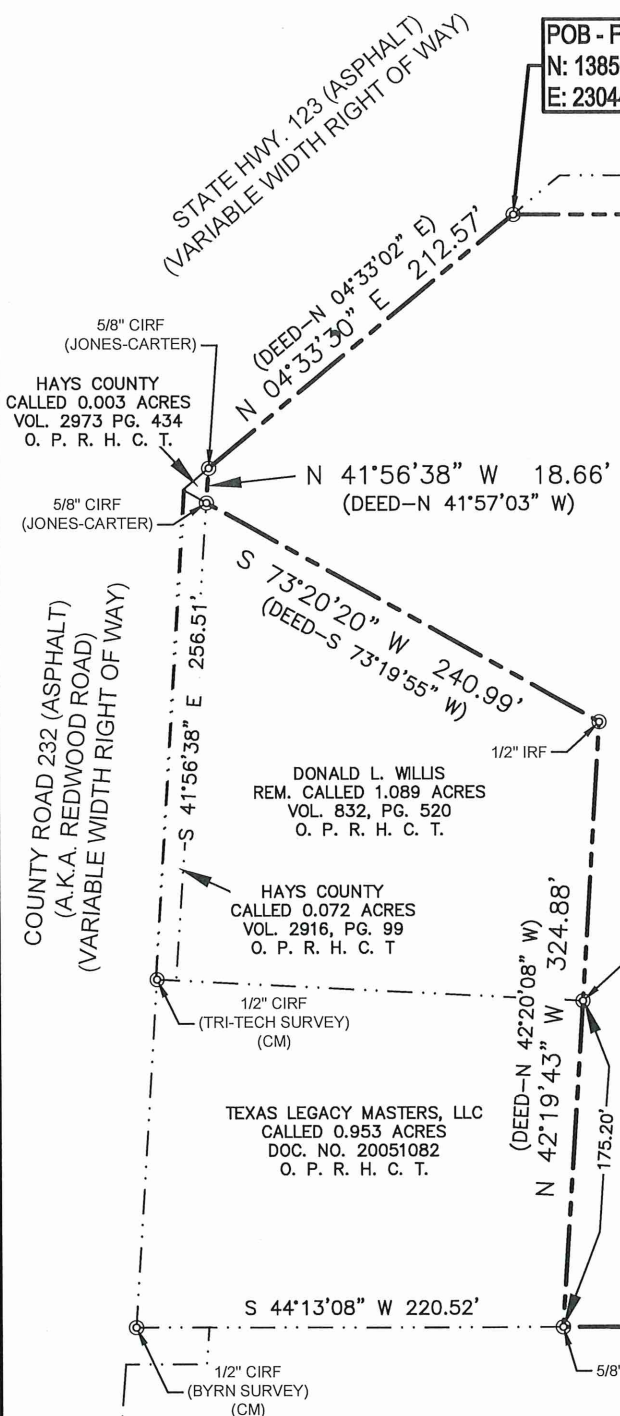 STATE HWY. 123 (ASPHALT)
(VARIABLE WIDTH RIGHT OF WAY)
POB - F
N: 1385
E: 2304
(DEED-N 04°33'02" E)
N 04°33'30" E 212.57'
5/8" CIRF
(JONES-CARTER)
HAYS COUNTY
CALLED 0.003 ACRES
VOL. 2973 PG. 434
O. P. R. H. C. T.
N 41°56'38" W 18.66'
(DEED-N 41°57'03" W)
5/8" CIRF
(JONES-CARTER)
S 73°20'20" W 240.99'
(DEED-S 73°19'55" W)
COUNTY ROAD 232 (ASPHALT)
(A.K.A. REDWOOD ROAD)
(VARIABLE WIDTH RIGHT OF WAY)
S 41°56'38" E 256.51'
1/2" IRF
DONALD L. WILLIS
REM. CALLED 1.089 ACRES
VOL. 832, PG. 520
O. P. R. H. C. T.
HAYS COUNTY
CALLED 0.072 ACRES
VOL. 2916, PG. 99
O. P. R. H. C. T
(DEED-N 42°20'08" W)
N 42°19'43" W 324.88'
1/2" CIRF
(TRI-TECH SURVEY)
(CM)
TEXAS LEGACY MASTERS, LLC
CALLED 0.953 ACRES
DOC. NO. 20051082
O. P. R. H. C. T.
175.20'
S 44°13'08" W 220.52'
1/2" CIRF
(BYRN SURVEY)
(CM)
5/8"